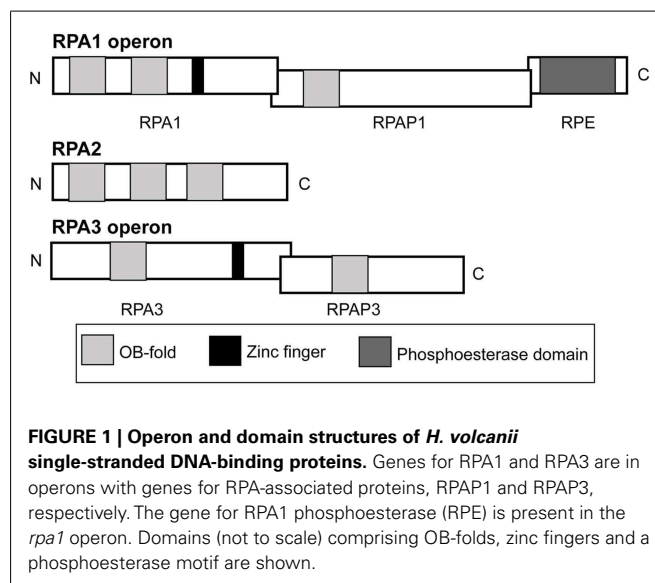 RPA1 operon
N
C
RPA1
RPAP1
RPE
RPA2
N
C
RPA3 operon
N
C
RPA3
RPAP3
OB-fold
Zinc finger
Phosphoesterase domain
FIGURE 1 | Operon and domain structures of H. volcanii
single-stranded DNA-binding proteins. Genes for RPA1 and RPA3 are in
operons with genes for RPA-associated proteins, RPAP1 and RPAP3,
respectively. The gene for RPA1 phosphoesterase (RPE) is present in the
rpa1 operon. Domains (not to scale) comprising OB-folds, zinc fingers and a
phosphoesterase motif are shown.